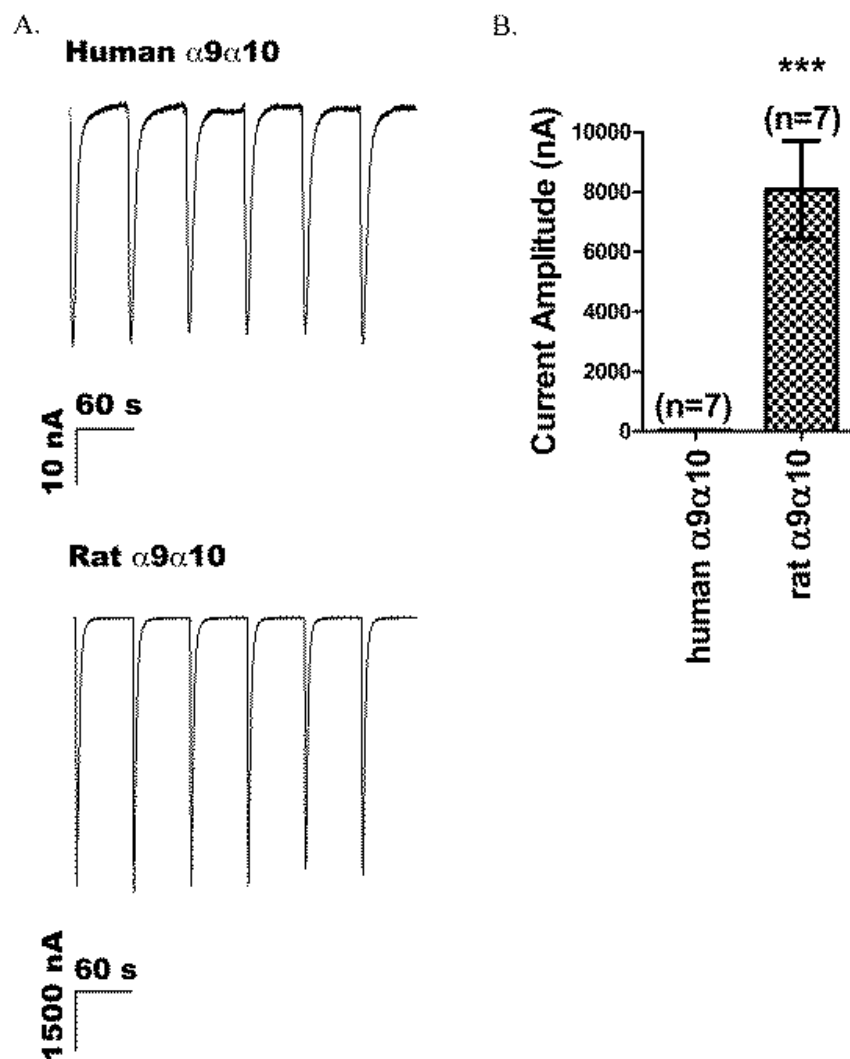 A.
Human α9α10
60 s
10 nA
Rat α9α10
60 s
1500 nA
B.
***
(n=7)
10000
8000
6000
4000
2000
0
Current Amplitude (nA)
(n=7)
human α9α10
rat α9α10